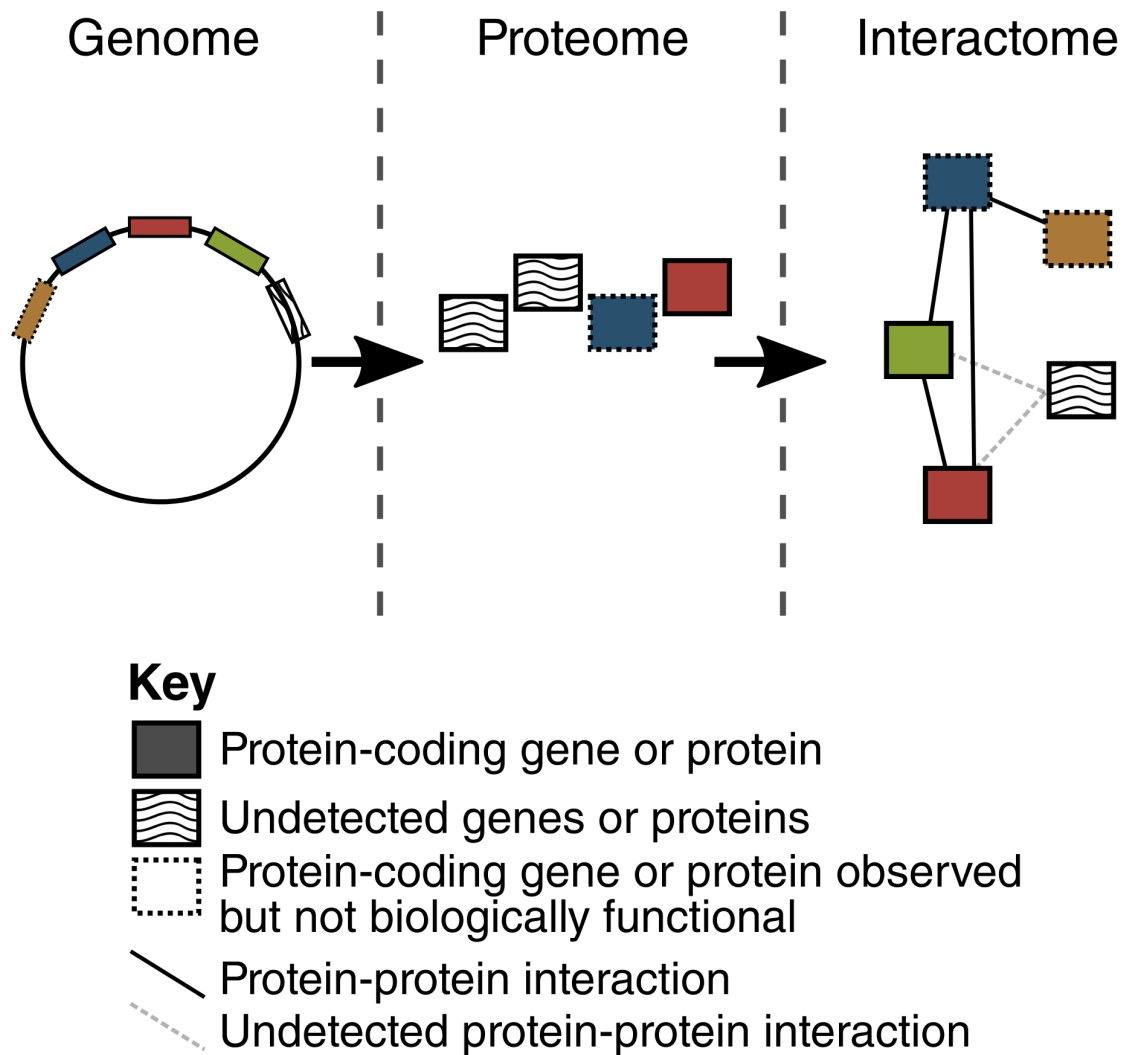 Genome
Proteome
Interactome
Key
Protein-coding gene or protein
Undetected genes or proteins
Protein-coding gene or protein observed
but not biologically functional
Protein-protein interaction
Undetected protein-protein interaction